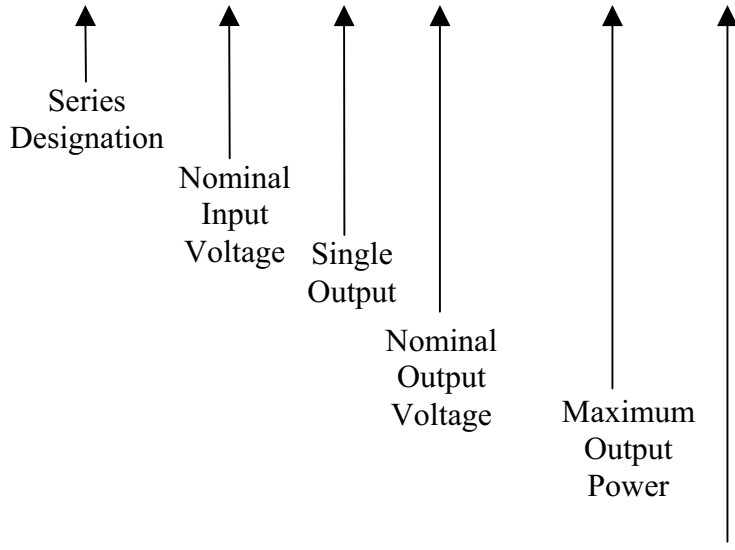 Series
Designation
Nominal
Input
Voltage
Single
Output
Nominal
Output
Voltage
Maximum
Output
Power